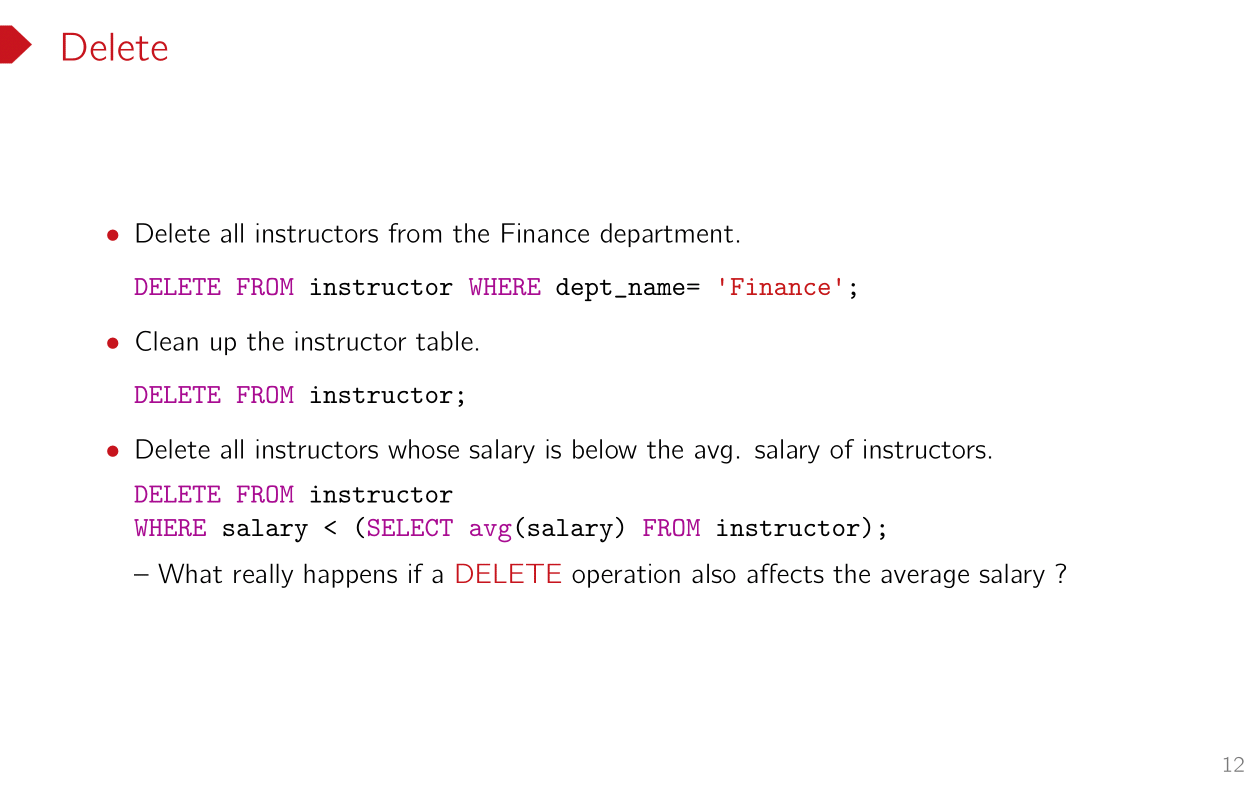 Delete
• Delete all instructors from the Finance department.
DELETE FROM instructor WHERE dept_name= 'Finance';
• Clean up the instructor table.
DELETE FROM instructor;
• Delete all instructors whose salary is below the avg. salary of instructors.
DELETE FROM instructor
WHERE salary < (SELECT avg(salary) FROM instructor);
– What really happens if a DELETE operation also affects the average salary ?
12